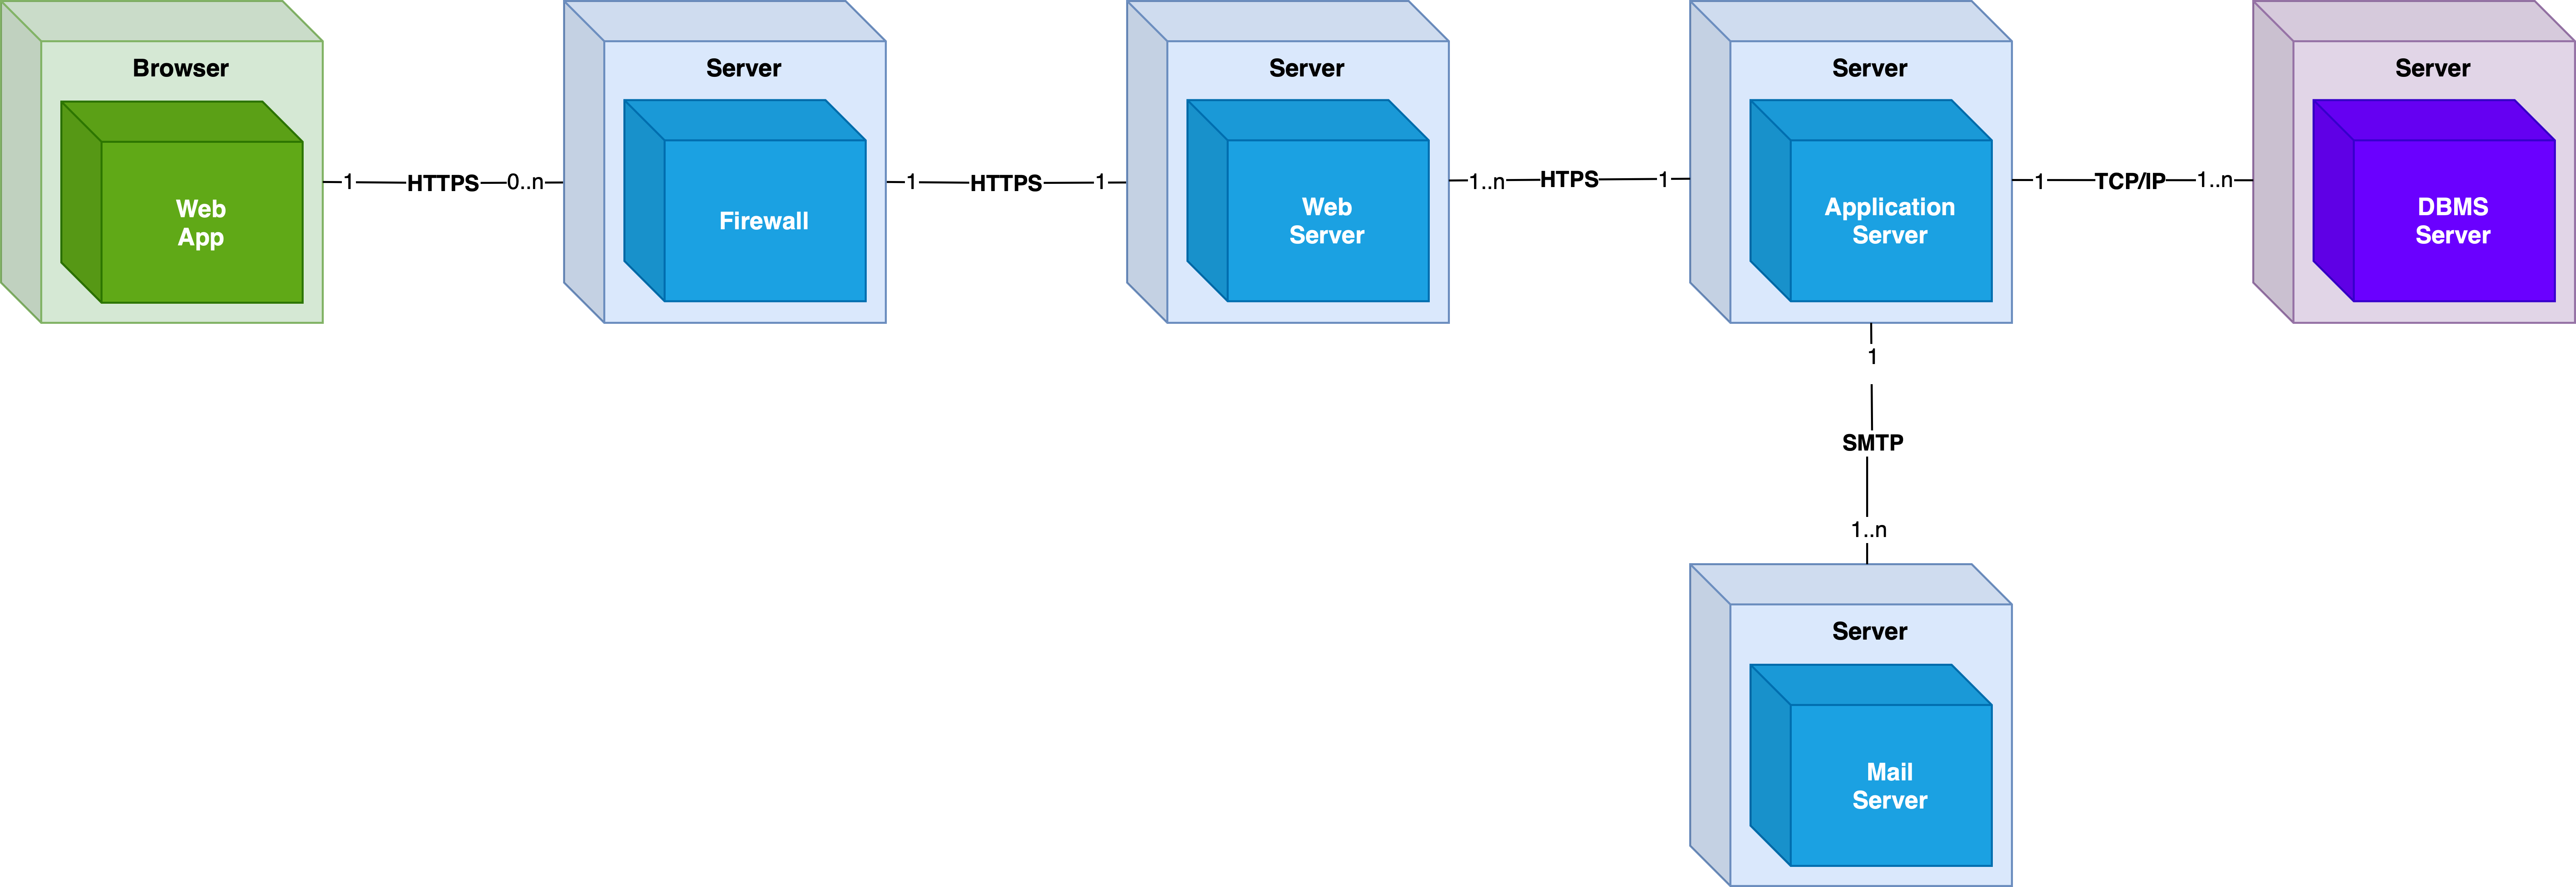 Browser
Server
Server
Server
Server
Web
App
1
HTTPS
0..n
Firewall
1
HTTPS
1
Web
Server
1..n
HTPS
1
Application
Server
1
TCP/IP
1..n
DBMS
Server
1
SMTP
1..n
Server
Mail
Server